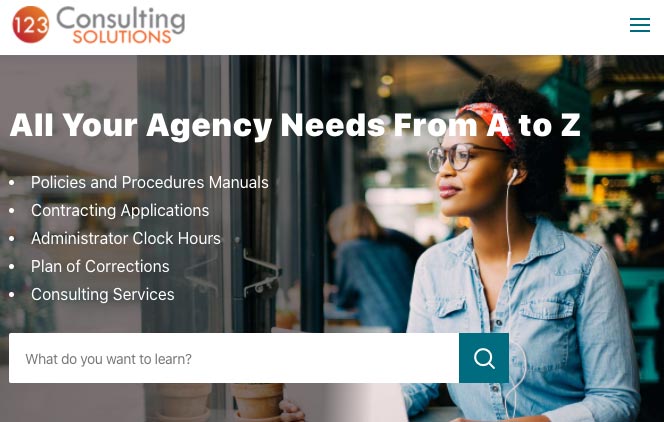 123 Consulting
SOLUTIONS
All Your Agency Needs From A to Z
• Policies and Procedures Manuals
• Contracting Applications
• Administrator Clock Hours
• Plan of Corrections
• Consulting Services
What do you want to learn?